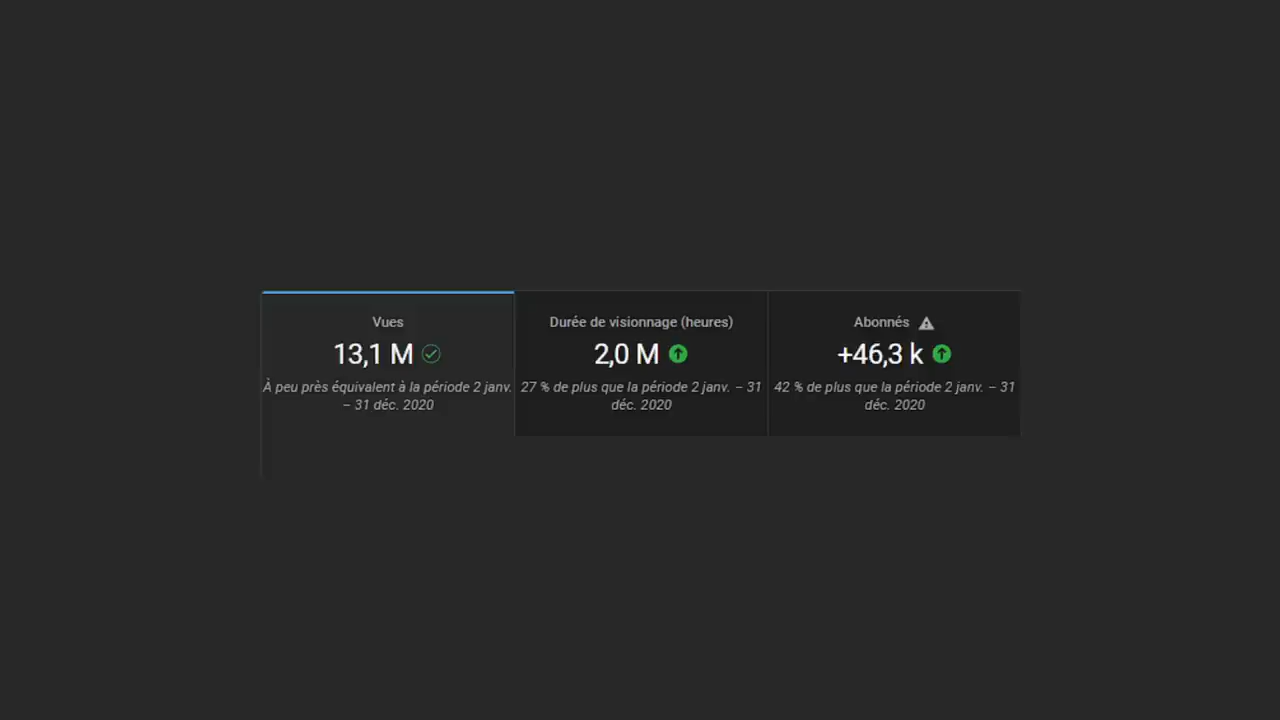 Vues
13,1 M
À peu près équivalent à la période 2 janv.
– 31 déc. 2020
Durée de visionnage (heures)
2,0 M
27 % de plus que la période 2 janv. – 31
déc. 2020
Abonnés
+46,3 k
42 % de plus que la période 2 janv. – 31
déc. 2020